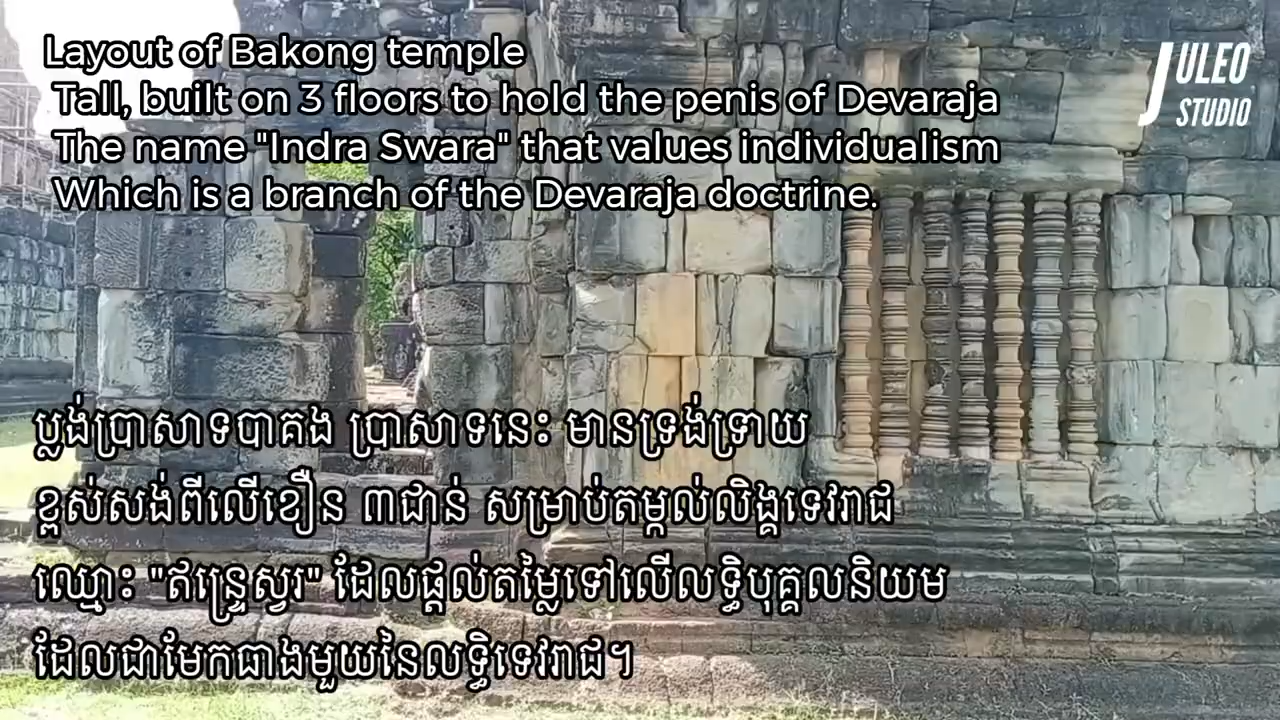 Layout of Bakong temple
Tall, built on 3 floors to hold the penis of Devaraja
The name "Indra Swara" that values individualism
Which is a branch of the Devaraja doctrine.
JULEO
STUDIO
ប្លង់ប្រាសាទបាគង ប្រាសាទនេះ មានទ្រង់ទ្រាយ
ខ្ពស់សង់ពីលើខឿន ៣ជាន់ សម្រាប់តម្កល់លិង្គទេវរាជ
ឈ្មោះ "ឥន្ទ្រេស្វរ" ដែលផ្តល់តម្លៃទៅលើលទ្ធិបុគ្គលនិយម
ដែលជាមែកធាងមួយនៃលទ្ធិទេវរាជ។